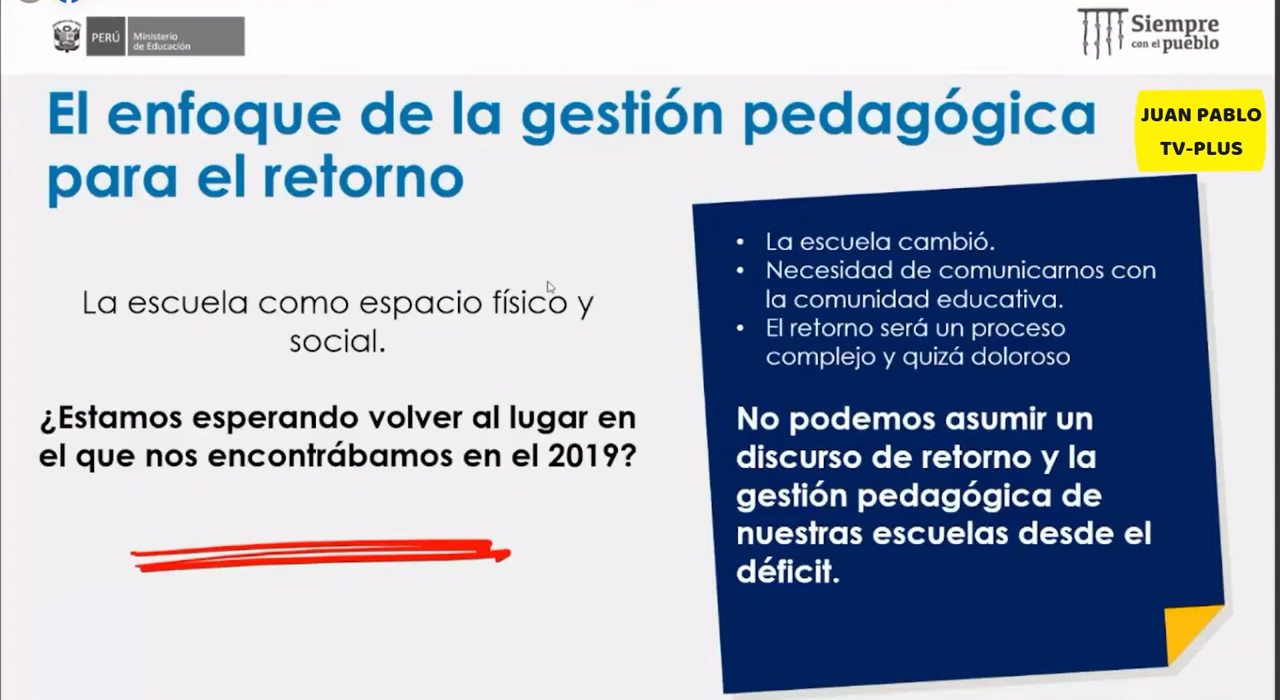 PERÚ
Ministerio
de Educación
Siempre
con el pueblo
El enfoque de la gestión pedagógica
para el retorno
JUAN PABLO
TV-PLUS
La escuela como espacio físico y
social.
¿Estamos esperando volver al lugar en
el que nos encontrábamos en el 2019?
• La escuela cambió.
• Necesidad de comunicarnos con
la comunidad educativa.
• El retorno será un proceso
complejo y quizá doloroso
No podemos asumir un
discurso de retorno y la
gestión pedagógica de
nuestras escuelas desde el
déficit.